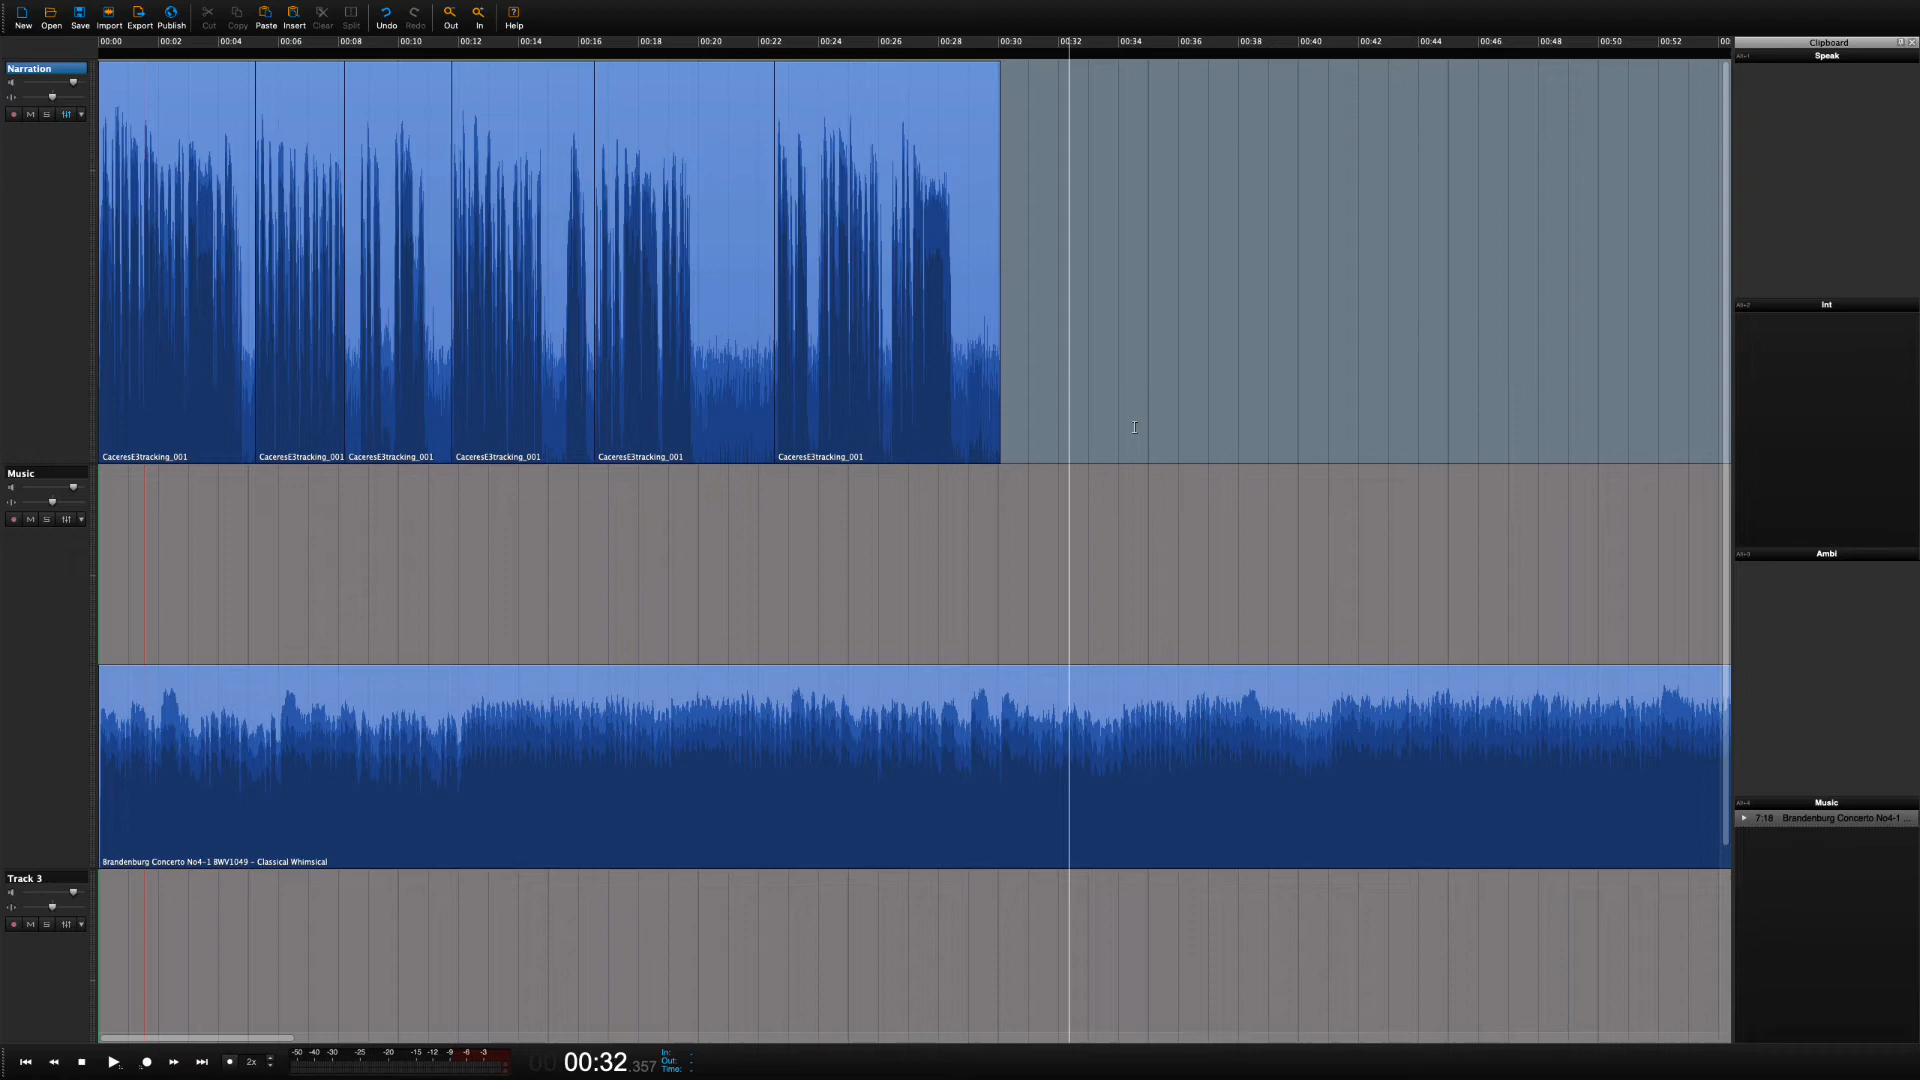 New Open Save Import Export Publish Cut Copy Paste Insert Clear Split Undo Redo Out In Help
00:00 00:02 00:04 00:06 00:08 00:10 00:12 00:14 00:16 00:18 00:20 00:22 00:24 00:26 00:28 00:30 00:32 00:34 00:36 00:38 00:40 00:42 00:44 00:46 00:48 00:50 00:52 00:
Clipboard
Alt+1 Speak
Narration
M S
CaceresE3tracking_001 CaceresE3tracking_001 CaceresE3tracking_001 CaceresE3tracking_001 CaceresE3tracking_001 CaceresE3tracking_001
Alt+2 Int
Music
M S
Alt+3 Ambi
Alt+4 Music
7:18 Brandenburg Concerto No4-1 ...
Brandenburg Concerto No4-1 BWV1049 - Classical Whimsical
Track 3
M S
2x
-50 -40 -30 -25 -20 -15 -12 -9 -6 -3
00 00:32.357
In: -
Out: -
Time: -